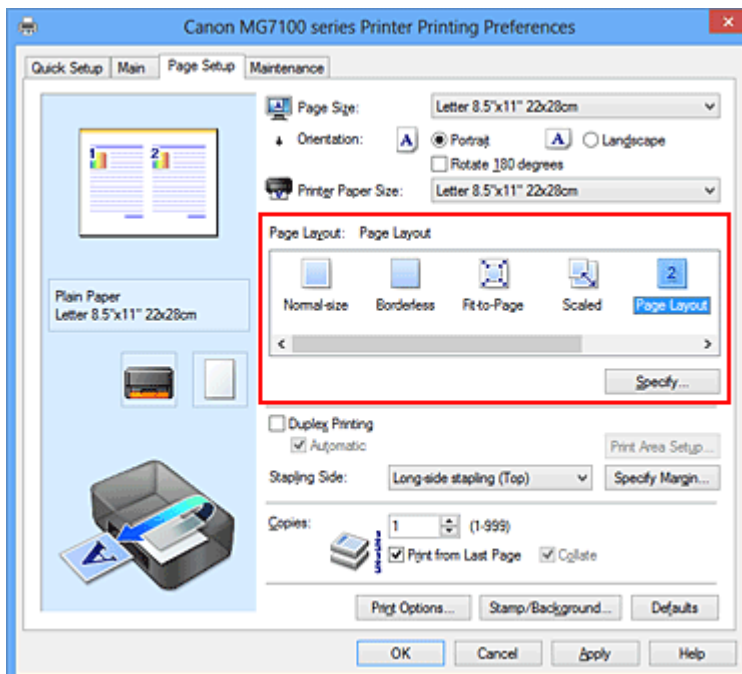 Canon MG7100 series Printer Printing Preferences
Quick Setup Main Page Setup Maintenance
Page Size: Letter 8.5"x11" 22x28cm
Orientation: A Portrait A Landscape
Rotate 180 degrees
Printer Paper Size: Letter 8.5"x11" 22x28cm
1 2
Page Layout: Page Layout
2
Normal-size Borderless Fit-to-Page Scaled Page Layout
Plain Paper
Letter 8.5"x11" 22x28cm
Specify...
Duplex Printing
Automatic Print Area Setup...
Stapling Side: Long-side stapling (Top) Specify Margin...
Copies: 1 (1-999)
Print from Last Page Collate
A
Print Options... Stamp/Background... Defaults
OK Cancel Apply Help